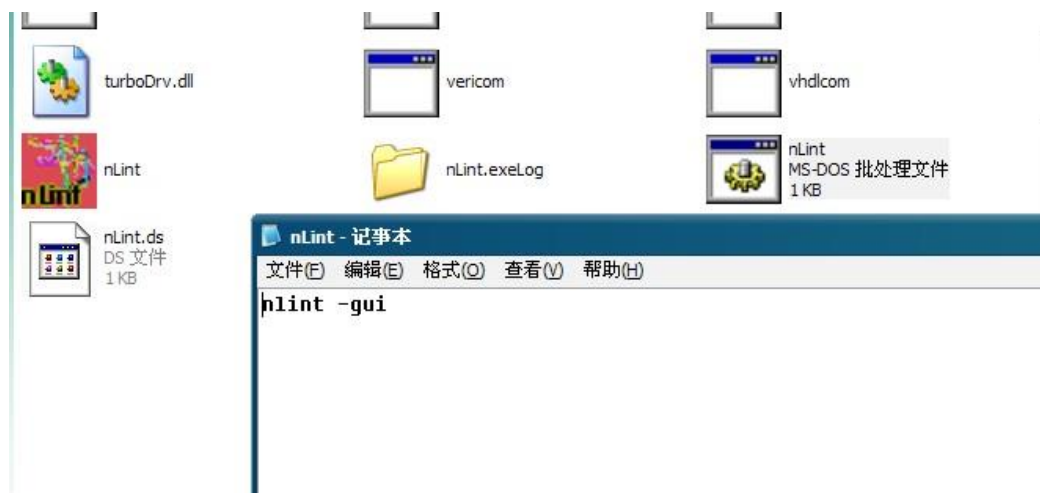 turboDrv.dll
vericom
vhdlcom
nLint
nLint
nLint.exeLog
nLint
MS-DOS 批处理文件
1 KB
nLint.ds
DS 文件
1 KB
nLint - 记事本
文件(F) 编辑(E) 格式(O) 查看(V) 帮助(H)
nlint -gui